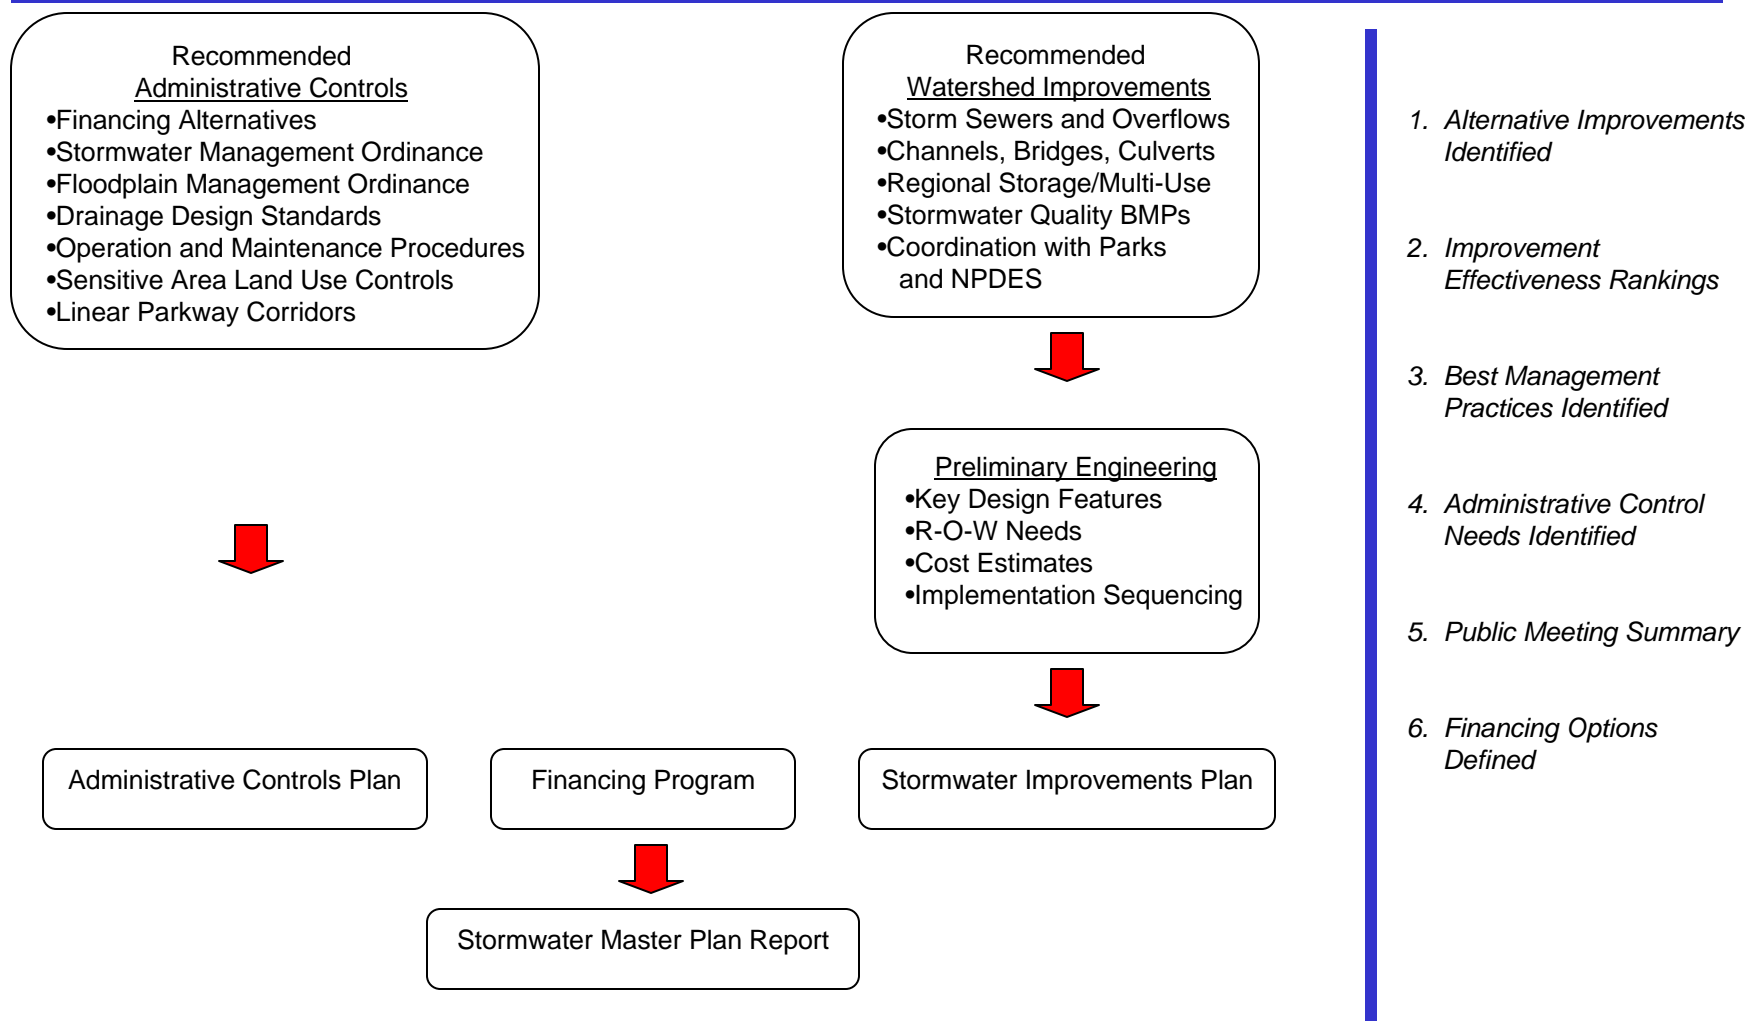 Recommended
Administrative Controls
•Financing Alternatives
•Stormwater Management Ordinance
•Floodplain Management Ordinance
•Drainage Design Standards
•Operation and Maintenance Procedures
•Sensitive Area Land Use Controls
•Linear Parkway Corridors
Recommended
Watershed Improvements
•Storm Sewers and Overflows
•Channels, Bridges, Culverts
•Regional Storage/Multi-Use
•Stormwater Quality BMPs
•Coordination with Parks
and NPDES
Preliminary Engineering
•Key Design Features
•R-O-W Needs
•Cost Estimates
•Implementation Sequencing
Administrative Controls Plan
Financing Program
Stormwater Improvements Plan
Stormwater Master Plan Report
1. Alternative Improvements
Identified
2. Improvement
Effectiveness Rankings
3. Best Management
Practices Identified
4. Administrative Control
Needs Identified
5. Public Meeting Summary
6. Financing Options
Defined